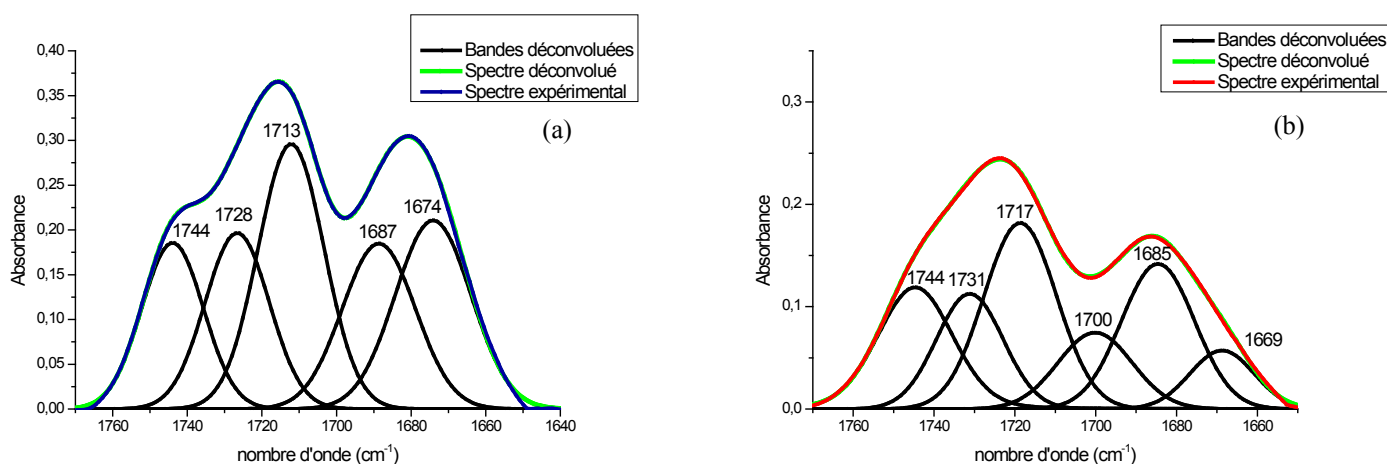 Bandes déconvoluées
Spectre déconvolué
Spectre expérimental
(a)
0,40
0,35
0,30
0,25
0,20
0,15
0,10
0,05
0,00
Absorbance
1744
1728
1713
1687
1674
1760 1740 1720 1700 1680 1660 1640
nombre d'onde (cm-1)
Bandes déconvoluées
Spectre déconvolué
Spectre expérimental
(b)
0,3
0,2
0,1
0,0
Absorbance
1744
1731
1717
1700
1685
1669
1760 1740 1720 1700 1680 1660
nombre d'onde (cm-1)